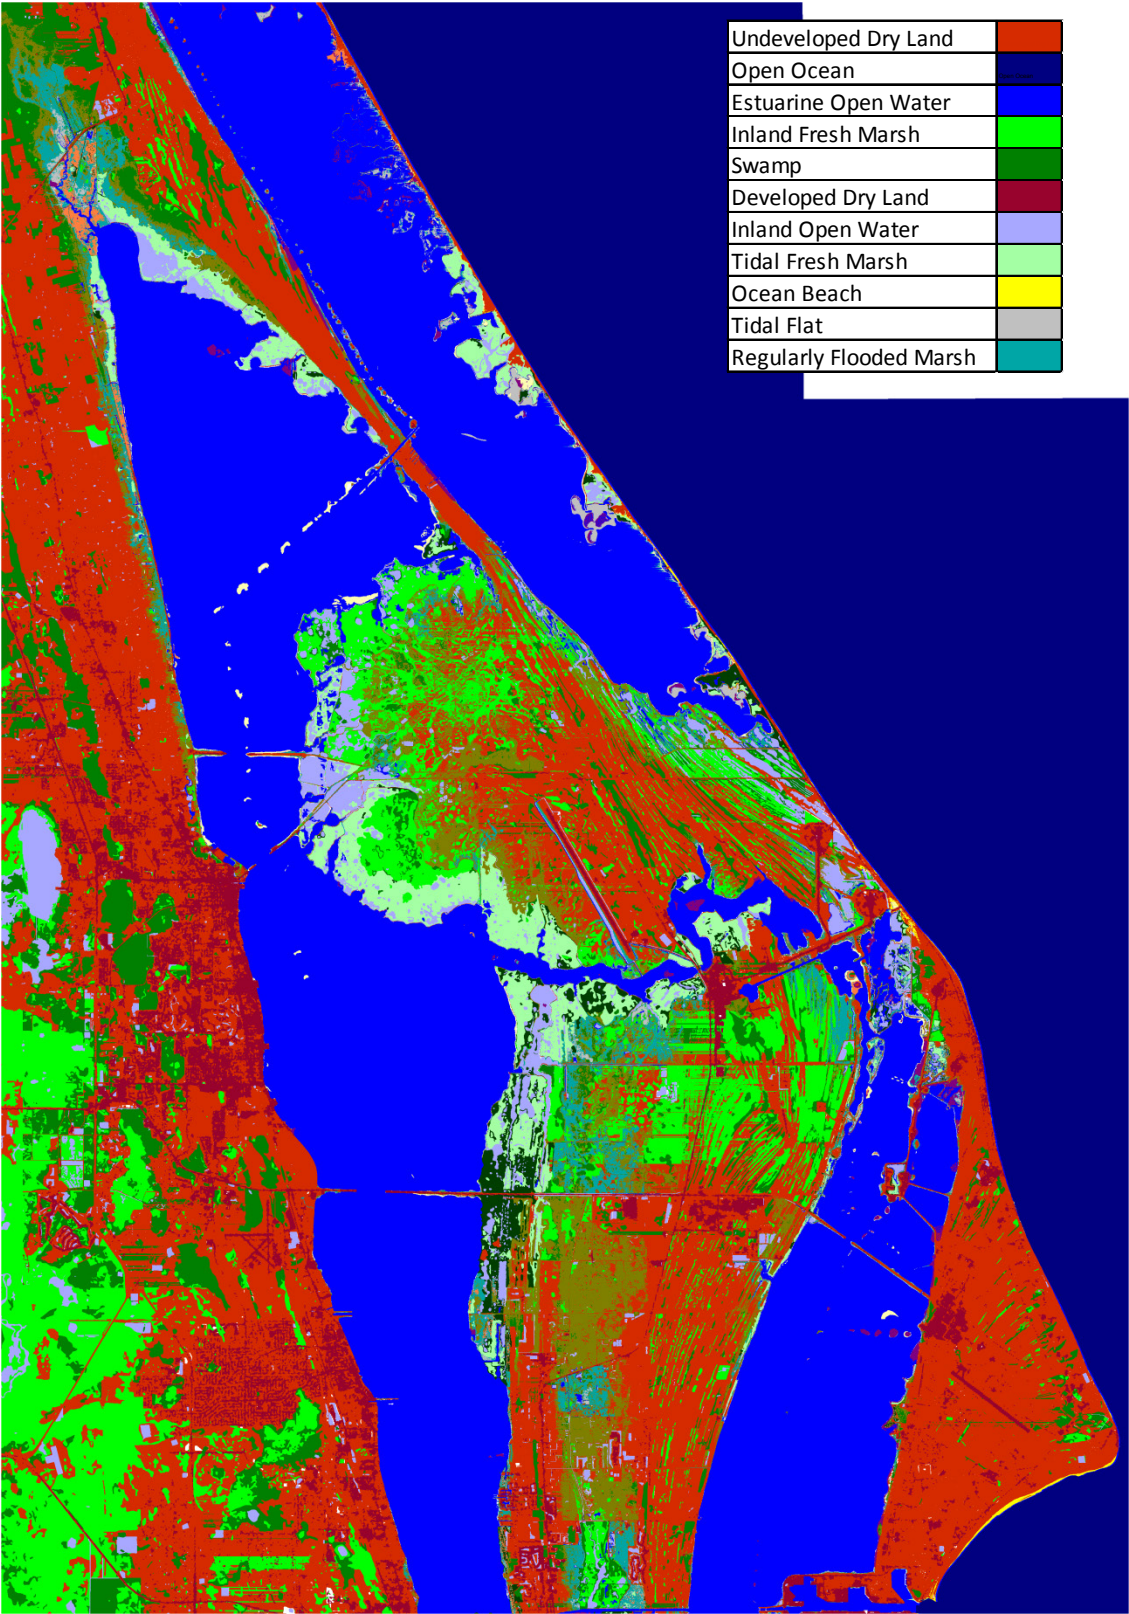 Undeveloped Dry Land
Open Ocean
Estuarine Open Water
Inland Fresh Marsh
Swamp
Developed Dry Land
Inland Open Water
Tidal Fresh Marsh
Ocean Beach
Tidal Flat
Regularly Flooded Marsh